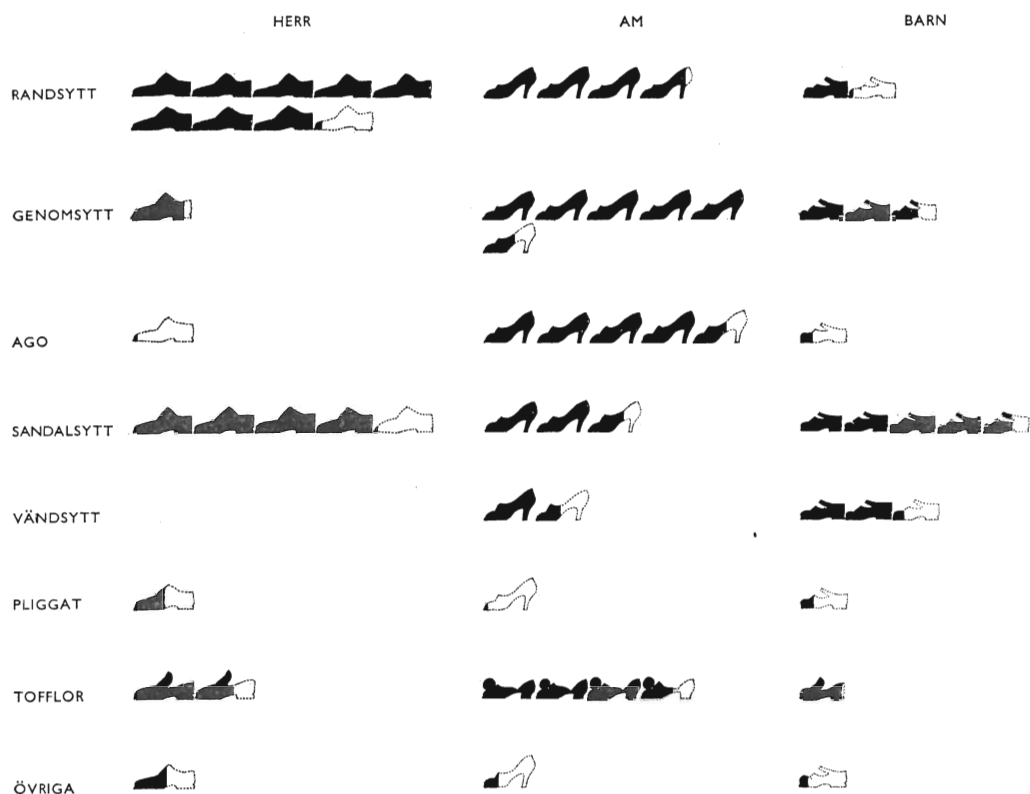 HERR AM BARN
RANDSYTT
GENOMSYTT
AGO
SANDALSYTT
VÄNDSYTT
PLIGGAT
TOFFLOR
ÖVRIGA